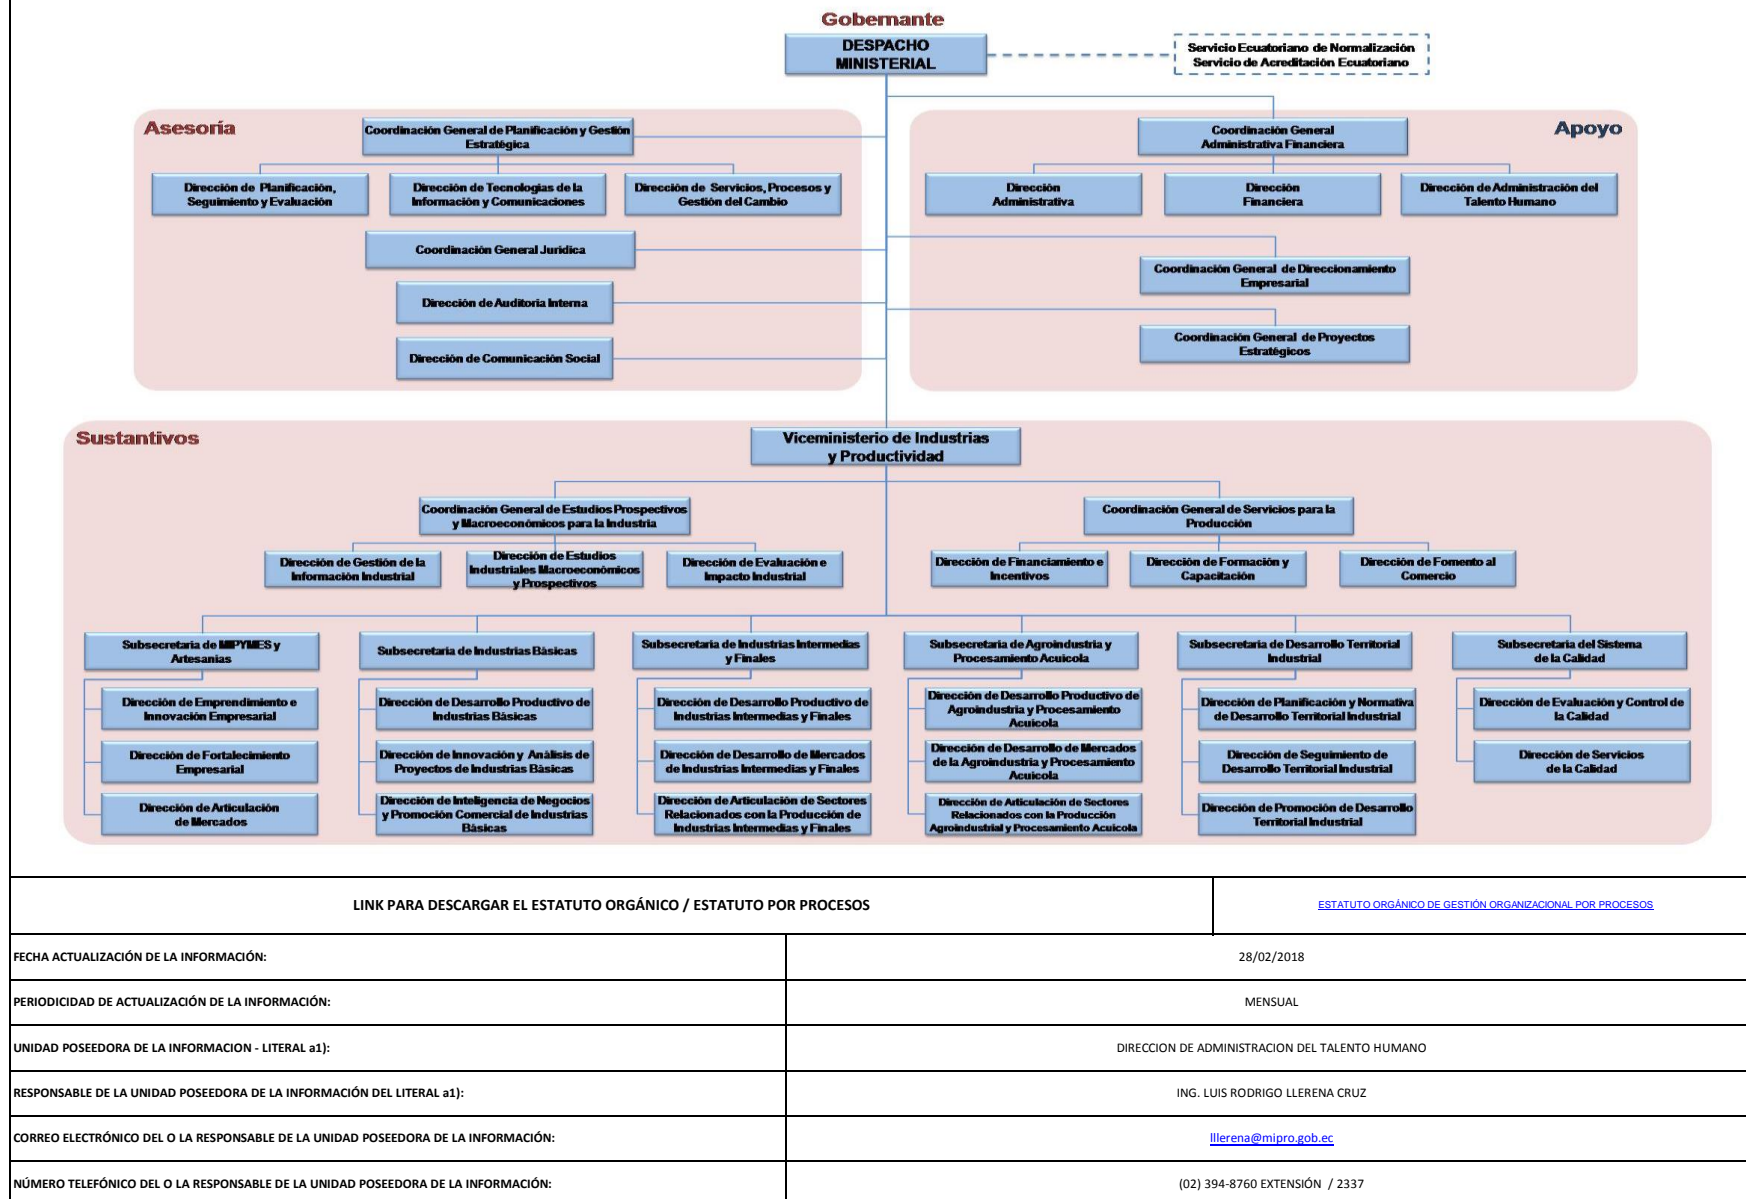 Gobernante
DESPACHO
MINISTERIAL
Servicio Ecuatoriano de Normalización
Servicio de Acreditación Ecuatoriano
Asesoría
Coordinación General de Planificación y Gestión
Estratégica
Dirección de Planificación,
Seguimiento y Evaluación
Dirección de Tecnologías de la
Información y Comunicaciones
Dirección de Servicios, Procesos y
Gestión del Cambio
Coordinación General Jurídica
Dirección de Auditoria Interna
Dirección de Comunicación Social
Apoyo
Coordinación General
Administrativa Financiera
Dirección
Administrativa
Dirección
Financiera
Dirección de Administración del
Talento Humano
Coordinación General de Direccionamiento
Empresarial
Coordinación General de Proyectos
Estratégicos
Sustantivos
Viceministerio de Industrias
y Productividad
Coordinación General de Estudios Prospectivos
y Macroeconómicos para la Industria
Coordinación General de Servicios para la
Producción
Dirección de Gestión de la
Información Industrial
Dirección de Estudios
Industriales Macroeconómicos
y Prospectivos
Dirección de Evaluación e
Impacto Industrial
Dirección de Financiamiento e
Incentivos
Dirección de Formación y
Capacitación
Dirección de Fomento al
Comercio
Subsecretaría de MIPYMES y
Artesanías
Dirección de Emprendimiento e
Innovación Empresarial
Dirección de Fortalecimiento
Empresarial
Dirección de Articulación
de Mercados
Subsecretaría de Industrias Básicas
Dirección de Desarrollo Productivo de
Industrias Básicas
Dirección de Innovación y Análisis de
Proyectos de Industrias Básicas
Dirección de Inteligencia de Negocios
y Promoción Comercial de Industrias
Básicas
Subsecretaría de Industrias Intermedias
y Finales
Dirección de Desarrollo Productivo de
Industrias Intermedias y Finales
Dirección de Desarrollo de Mercados
de Industrias Intermedias y Finales
Dirección de Articulación de Sectores
Relacionados con la Producción de
Industrias Intermedias y Finales
Subsecretaría de Agroindustria y
Procesamiento Acuícola
Dirección de Desarrollo Productivo de
Agroindustria y Procesamiento
Acuícola
Dirección de Desarrollo de Mercados
de la Agroindustria y Procesamiento
Acuícola
Dirección de Articulación de Sectores
Relacionados con la Producción
Agroindustrial y Procesamiento Acuícola
Subsecretaría de Desarrollo Territorial
Industrial
Dirección de Planificación y Normativa
de Desarrollo Territorial Industrial
Dirección de Seguimiento de
Desarrollo Territorial Industrial
Dirección de Promoción de Desarrollo
Territorial Industrial
Subsecretaría del Sistema
de la Calidad
Dirección de Evaluación y Control de
la Calidad
Dirección de Servicios
de la Calidad
LINK PARA DESCARGAR EL ESTATUTO ORGÁNICO / ESTATUTO POR PROCESOS
ESTATUTO ORGÁNICO DE GESTIÓN ORGANIZACIONAL POR PROCESOS
FECHA ACTUALIZACIÓN DE LA INFORMACIÓN:
28/02/2018
PERIODICIDAD DE ACTUALIZACIÓN DE LA INFORMACIÓN:
MENSUAL
UNIDAD POSEEDORA DE LA INFORMACION - LITERAL a1):
DIRECCION DE ADMINISTRACION DEL TALENTO HUMANO
RESPONSABLE DE LA UNIDAD POSEEDORA DE LA INFORMACIÓN DEL LITERAL a1):
ING. LUIS RODRIGO LLERENA CRUZ
CORREO ELECTRÓNICO DEL O LA RESPONSABLE DE LA UNIDAD POSEEDORA DE LA INFORMACIÓN:
lllerena@mipro.gob.ec
NÚMERO TELEFÓNICO DEL O LA RESPONSABLE DE LA UNIDAD POSEEDORA DE LA INFORMACIÓN:
(02) 394-8760 EXTENSIÓN / 2337